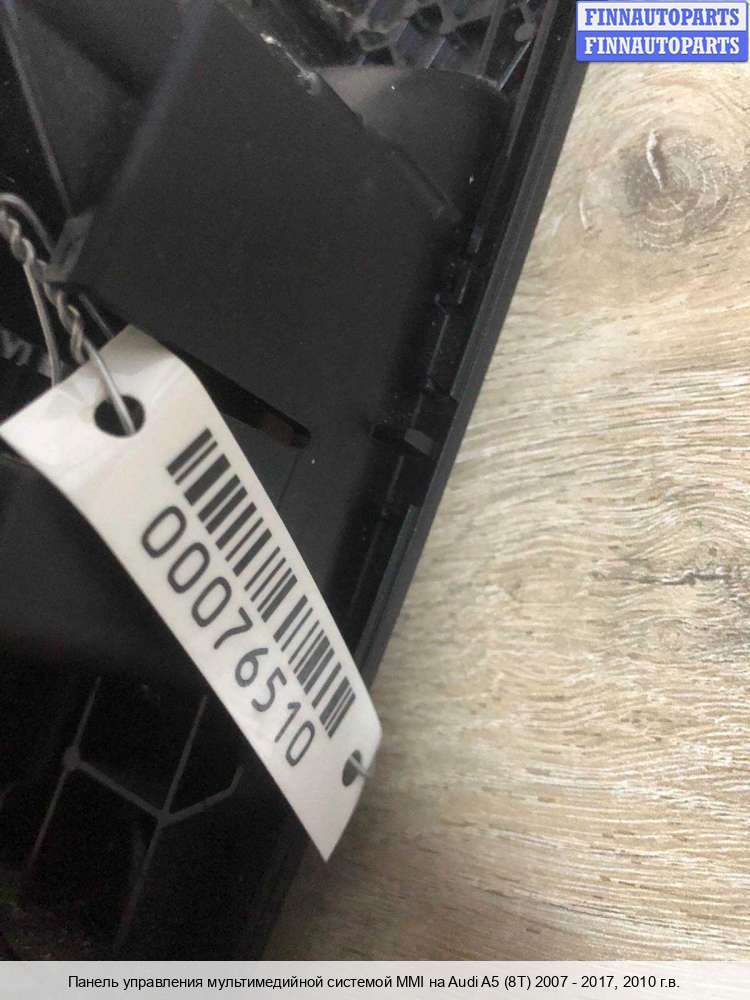 FINNAUTOPARTS
FINNAUTOPARTS
00076510
Панель управления мультимедийной системой MMI на Audi A5 (8T) 2007 - 2017, 2010 г.в.